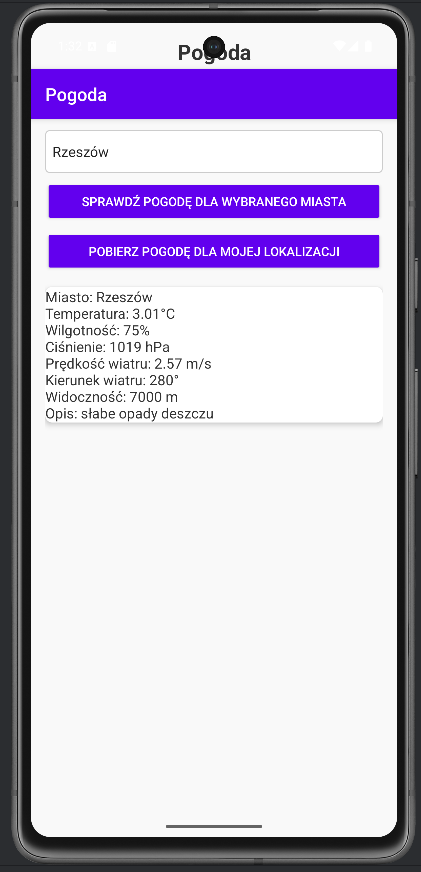 Pogoda
Pogoda
Rzeszów
SPRAWDŹ POGODĘ DLA WYBRANEGO MIASTA
POBIERZ POGODĘ DLA MOJEJ LOKALIZACJI
Miasto: Rzeszów
Temperatura: 3.01°C
Wilgotność: 75%
Ciśnienie: 1019 hPa
Prędkość wiatru: 2.57 m/s
Kierunek wiatru: 280°
Widoczność: 7000 m
Opis: słabe opady deszczu